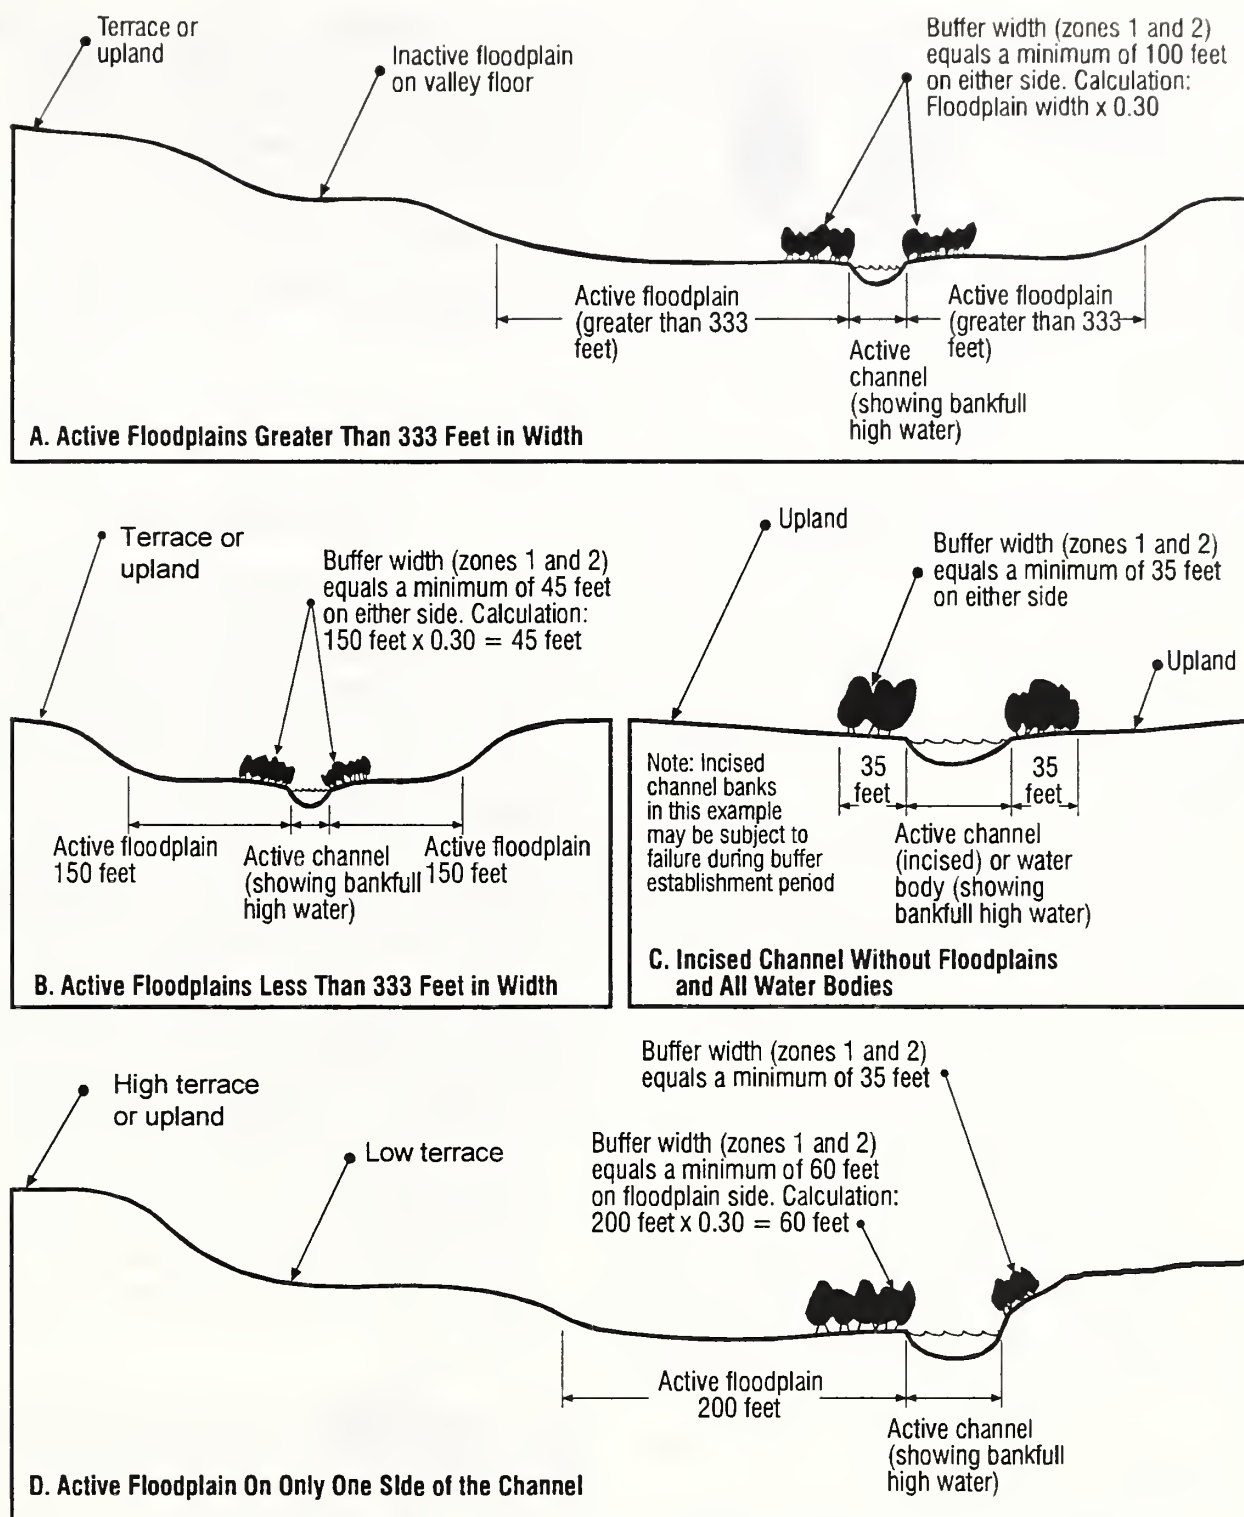 Terrace or
upland
Inactive floodplain
on valley floor
Buffer width (zones 1 and 2)
equals a minimum of 100 feet
on either side. Calculation:
Floodplain width x 0.30
Active floodplain
(greater than 333
feet)
Active
channel
(showing bankfull
high water)
Active floodplain
(greater than 333
feet)
A. Active Floodplains Greater Than 333 Feet in Width
Terrace or
upland
Buffer width (zones 1 and 2)
equals a minimum of 45 feet
on either side. Calculation:
150 feet x 0.30 = 45 feet
Active floodplain
150 feet
Active channel
(showing bankfull
high water)
Active floodplain
150 feet
B. Active Floodplains Less Than 333 Feet in Width
Upland
Buffer width (zones 1 and 2)
equals a minimum of 35 feet
on either side
Upland
Note: Incised
channel banks
in this example
may be subject to
failure during buffer
establishment period
35
feet
35
feet
Active channel
(incised) or water
body (showing
bankfull high water)
C. Incised Channel Without Floodplains
and All Water Bodies
High terrace
or upland
Low terrace
Buffer width (zones 1 and 2)
equals a minimum of 35 feet
Buffer width (zones 1 and 2)
equals a minimum of 60 feet
on floodplain side. Calculation:
200 feet x 0.30 = 60 feet
Active floodplain
200 feet
Active channel
(showing bankfull
high water)
D. Active Floodplain On Only One Side of the Channel